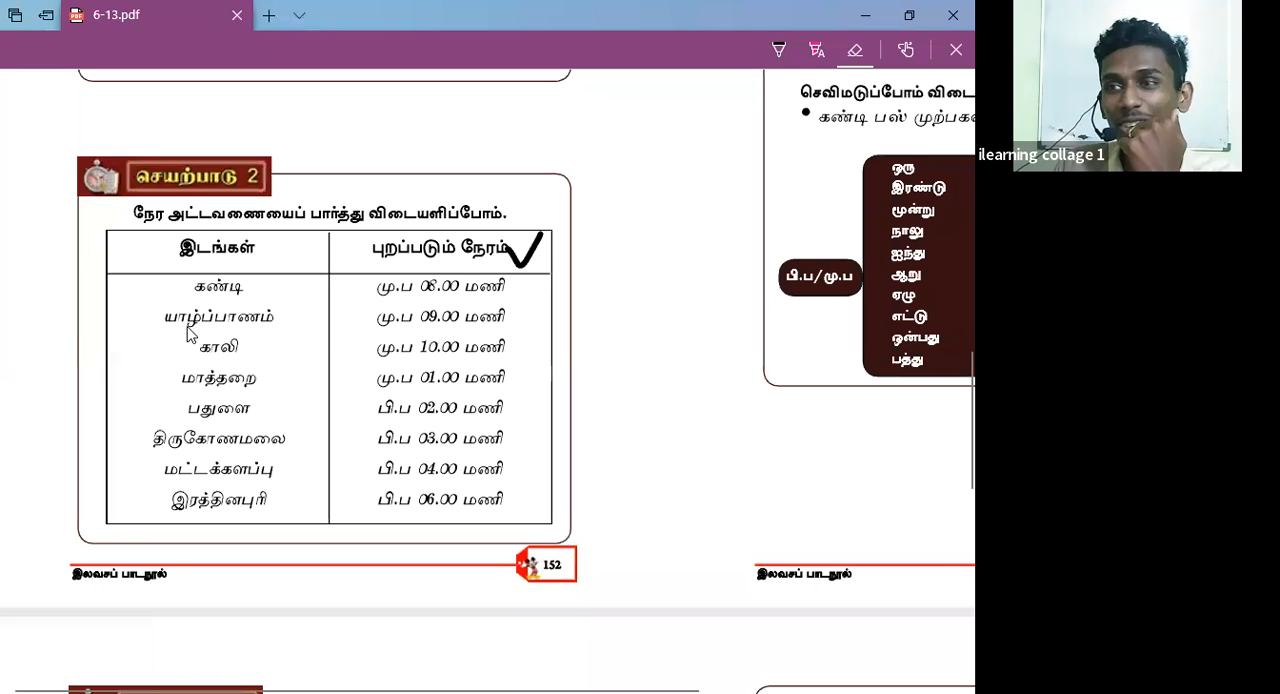 6-13.pdf
செயற்பாடு 2
நேர அட்டவணையைப் பார்த்து விடையளிப்போம்.
இடங்கள் புறப்படும் நேரம்
கண்டி மு.ப 08.00 மணி
யாழ்ப்பாணம் மு.ப 09.00 மணி
காலி மு.ப 10.00 மணி
மாத்தறை மு.ப 01.00 மணி
பதுளை பி.ப 02.00 மணி
திருகோணமலை பி.ப 03.00 மணி
மட்டக்களப்பு பி.ப 04.00 மணி
இரத்தினபுரி பி.ப 06.00 மணி
இலவசப் பாடநூல்
152
செவிமடுப்போம் விடை
கண்டி பஸ் முற்பக
பி.ப/மு.ப
ஒரு
இரண்டு
மூன்று
நாலு
ஐந்து
ஆறு
ஏழு
எட்டு
ஒன்பது
பத்து
இலவசப் பாடநூல்
ilearning collage 1